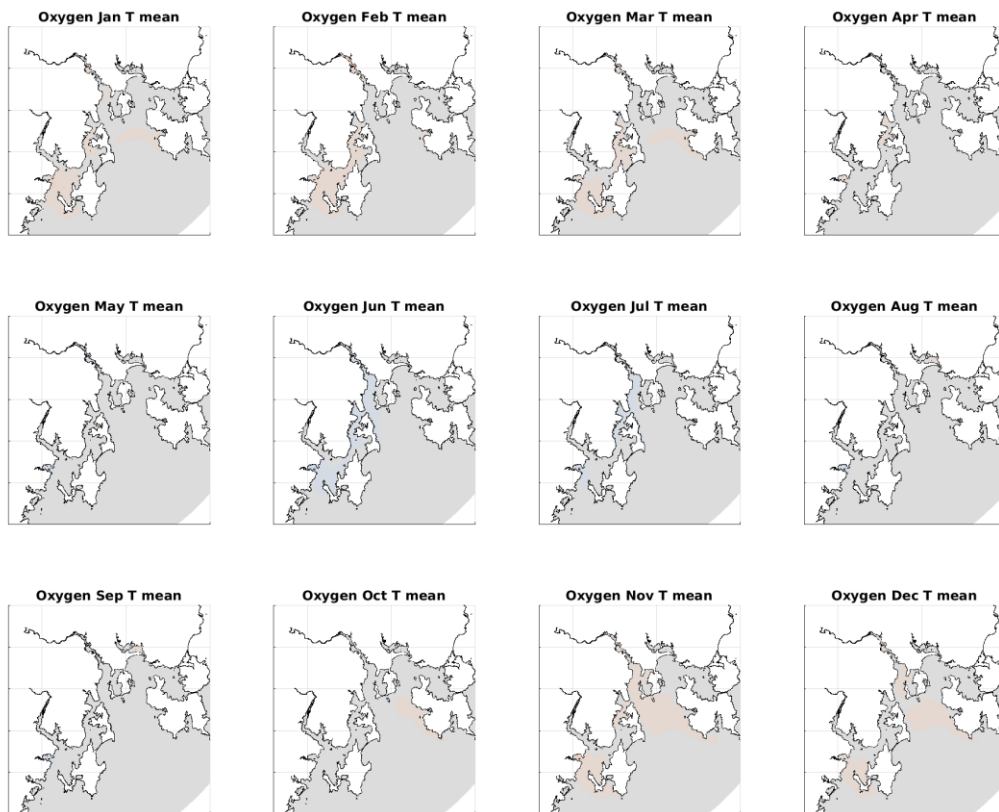 Oxygen Jan T mean
Oxygen Feb T mean
Oxygen Mar T mean
Oxygen Apr T mean
Oxygen May T mean
Oxygen Jun T mean
Oxygen Jul T mean
Oxygen Aug T mean
Oxygen Sep T mean
Oxygen Oct T mean
Oxygen Nov T mean
Oxygen Dec T mean